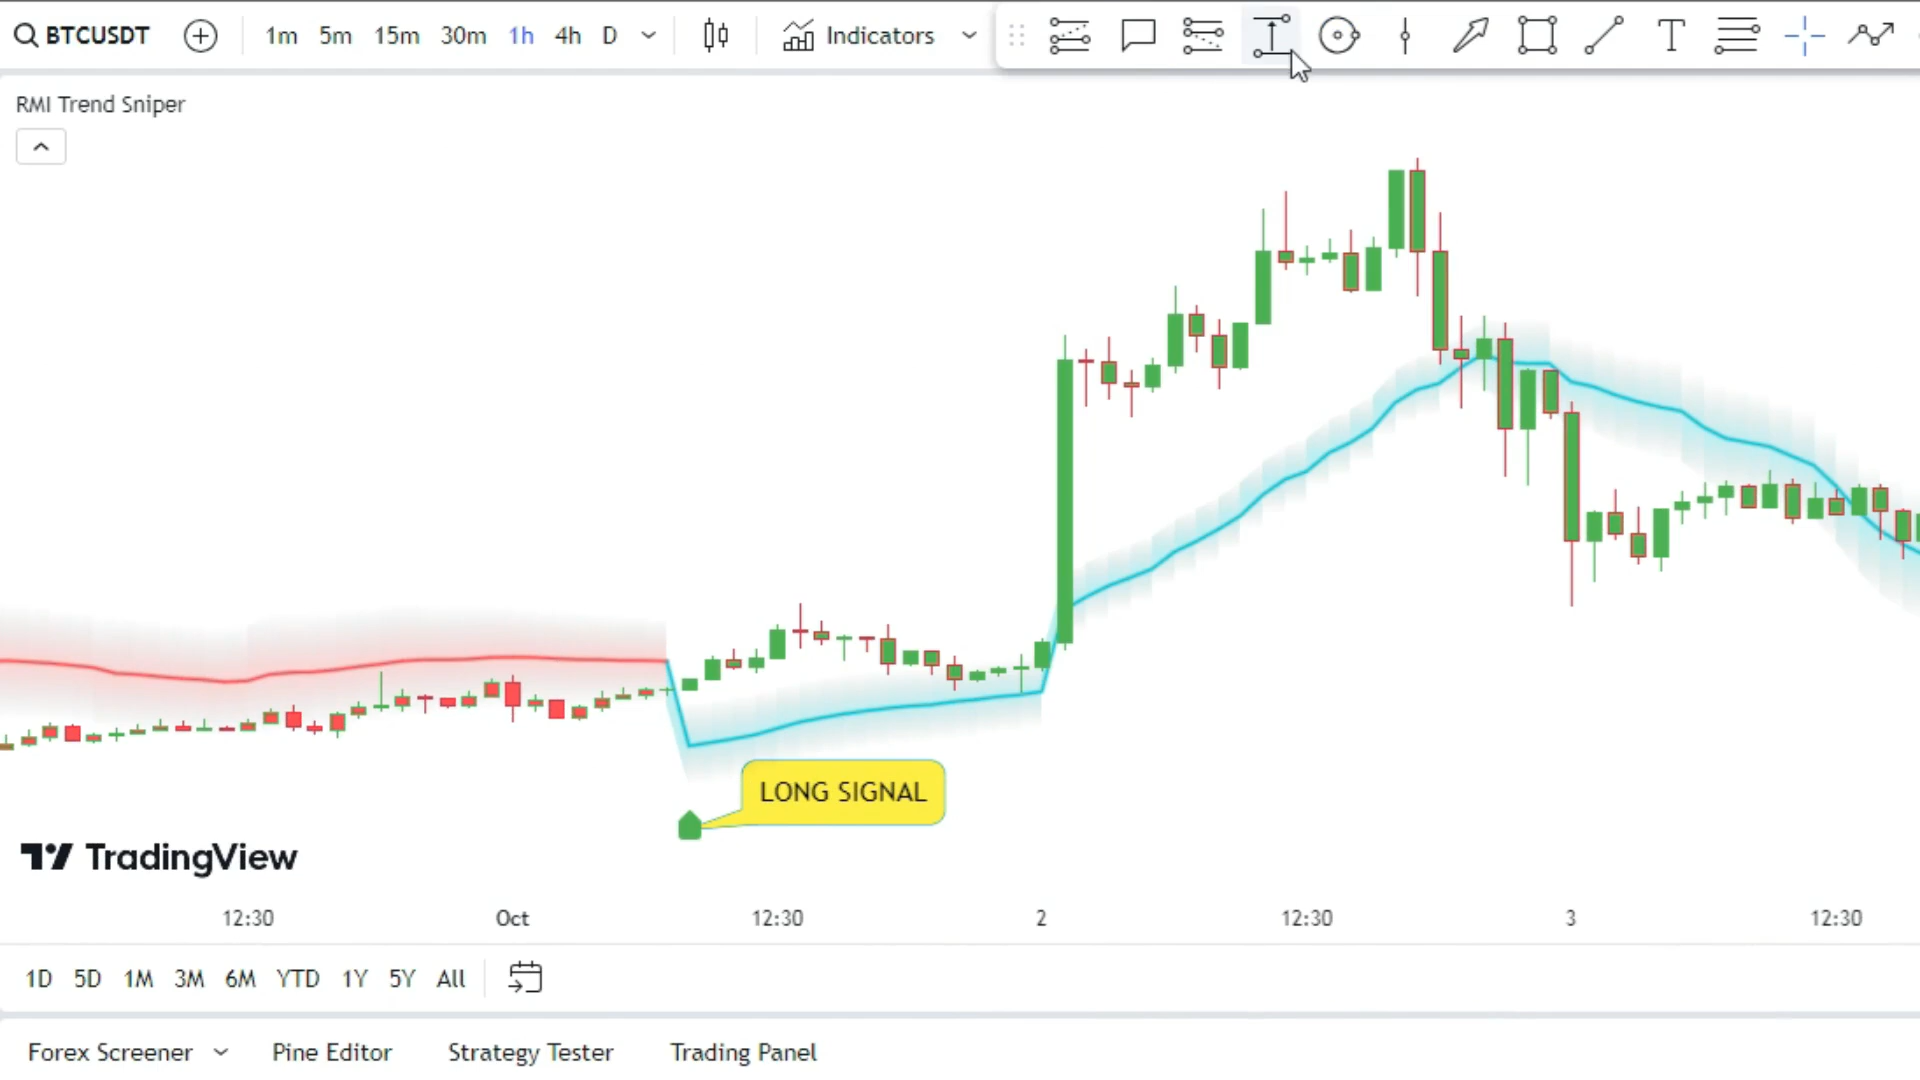 BTCUSDT 1m 5m 15m 30m 1h 4h D Indicators
RMI Trend Sniper
LONG SIGNAL
TradingView
12:30 Oct 12:30 2 12:30 3 12:30
1D 5D 1M 3M 6M YTD 1Y 5Y All
Forex Screener Pine Editor Strategy Tester Trading Panel